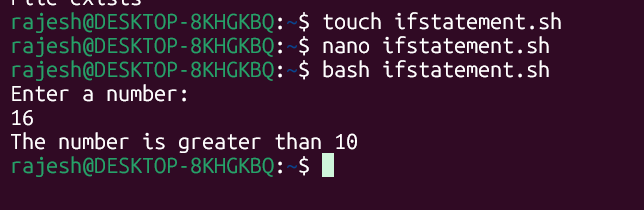 File exists
rajesh@DESKTOP-8KHGKBQ:~$ touch ifstatement.sh
rajesh@DESKTOP-8KHGKBQ:~$ nano ifstatement.sh
rajesh@DESKTOP-8KHGKBQ:~$ bash ifstatement.sh
Enter a number:
16
The number is greater than 10
rajesh@DESKTOP-8KHGKBQ:~$